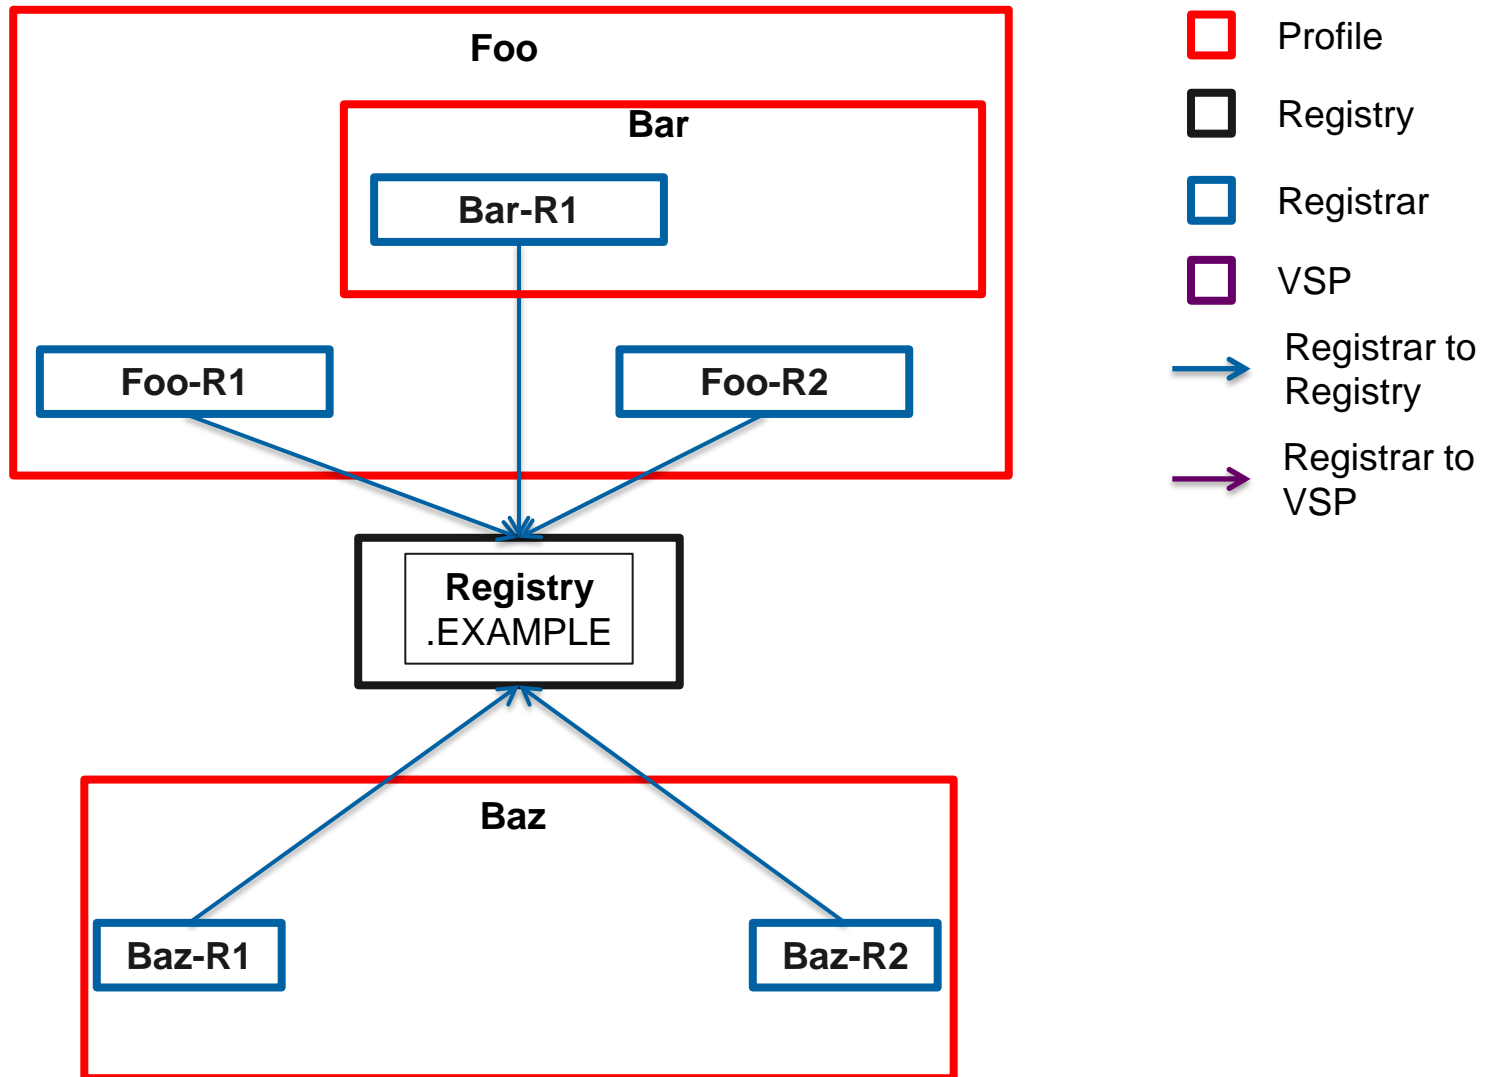 Foo
Bar
Bar-R1
Foo-R1
Foo-R2
Registry
.EXAMPLE
Baz
Baz-R1
Baz-R2
Profile
Registry
Registrar
VSP
Registrar to
Registry
Registrar to
VSP